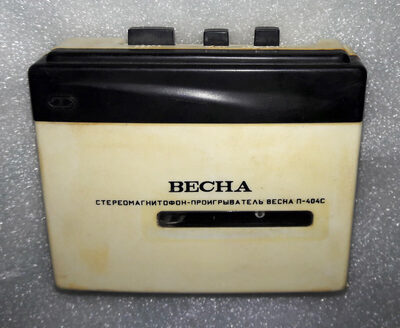 ВЕСНА
СТЕРЕОМАГНИТОФОН-ПРОИГРЫВАТЕЛЬ ВЕСНА П-404С